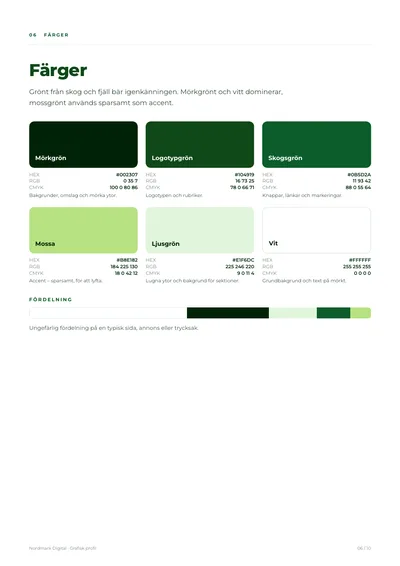 06 FÄRGER
Färger
Grönt från skog och fjäll bär igenkänningen. Mörkgrönt och vitt dominerar,
mossgrönt används sparsamt som accent.
Mörkgrön
Logotypgrön
Skogsgrön
HEX #002307
RGB 0 35 7
CMYK 100 0 80 86
Bakgrunder, omslag och mörka ytor.
HEX #104919
RGB 16 73 25
CMYK 78 0 66 71
Logotypen och rubriker.
HEX #0B5D2A
RGB 11 93 42
CMYK 88 0 55 64
Knappar, länkar och markeringar.
Mossa
Ljusgrön
Vit
HEX #B8E182
RGB 184 225 130
CMYK 18 0 42 12
Accent – sparsamt, för att lyfta.
HEX #E1F6DC
RGB 225 246 220
CMYK 9 0 11 4
Lugna ytor och bakgrund för sektioner.
HEX #FFFFFF
RGB 255 255 255
CMYK 0 0 0 0
Grundbakgrund och text på mörkt.
FÖRDELNING
Ungefärlig fördelning på en typisk sida, annons eller trycksak.
Nordmark Digital · Grafisk profil
06 / 10